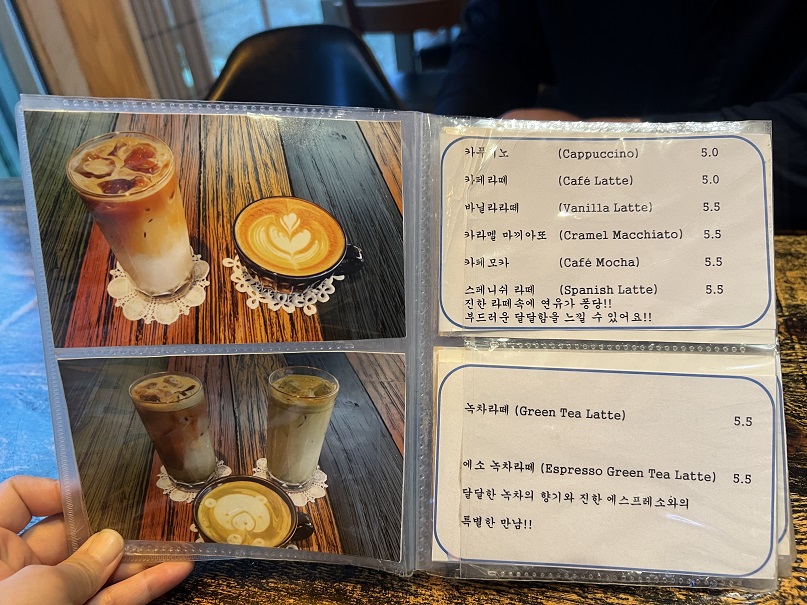 카푸치노 (Cappuccino) 5.0
카페라떼 (Café Latte) 5.0
바닐라라떼 (Vanilla Latte) 5.5
카라멜 마끼아또 (Cramel Macchiato) 5.5
카페모카 (Café Mocha) 5.5
스페니쉬 라떼 (Spanish Latte) 5.5
진한 라떼속에 연유가 퐁당!!
부드러운 달달함을 느낄 수 있어요!!
녹차라떼 (Green Tea Latte) 5.5
에소 녹차라떼 (Espresso Green Tea Latte) 5.5
달달한 녹차의 향기와 진한 에스프레소와의
특별한 만남!!